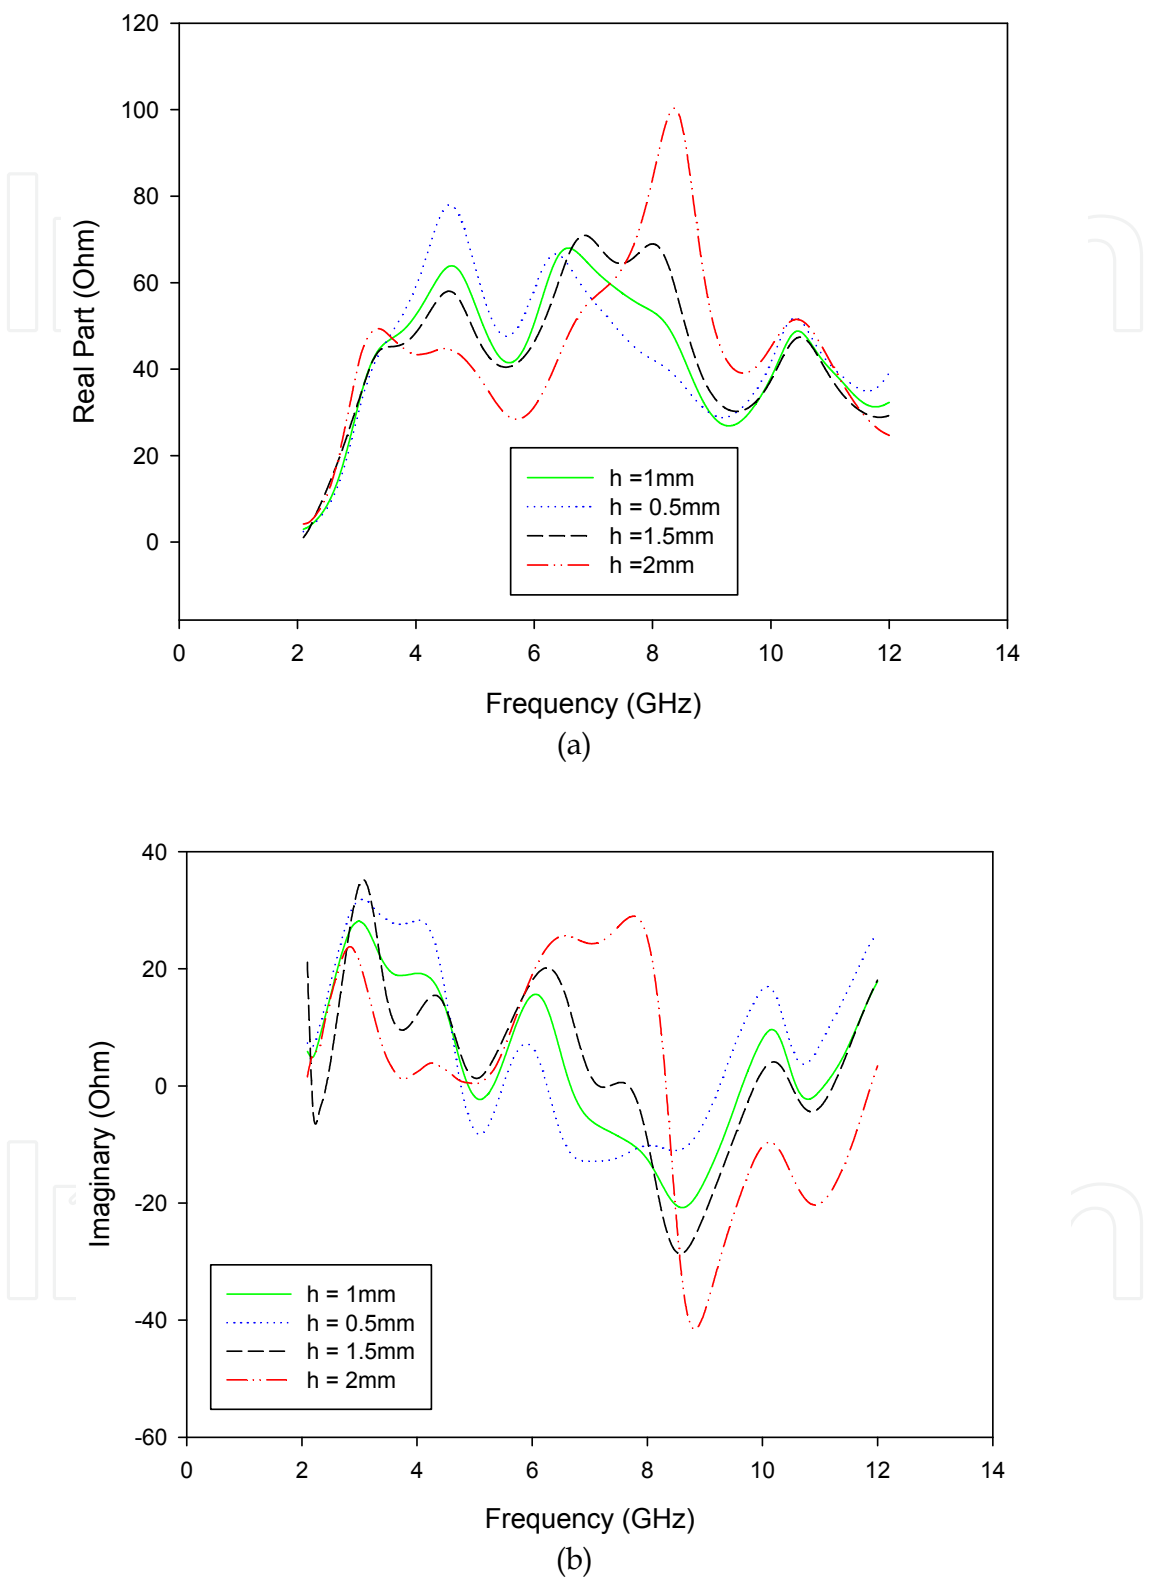 120
100
80
60
40
20
0
Real Part (Ohm)
h =1mm
h = 0.5mm
h =1.5mm
h =2mm
0 2 4 6 8 10 12 14
Frequency (GHz)
(a)
40
20
0
-20
-40
-60
Imaginary (Ohm)
h = 1mm
h = 0.5mm
h = 1.5mm
h = 2mm
0 2 4 6 8 10 12 14
Frequency (GHz)
(b)